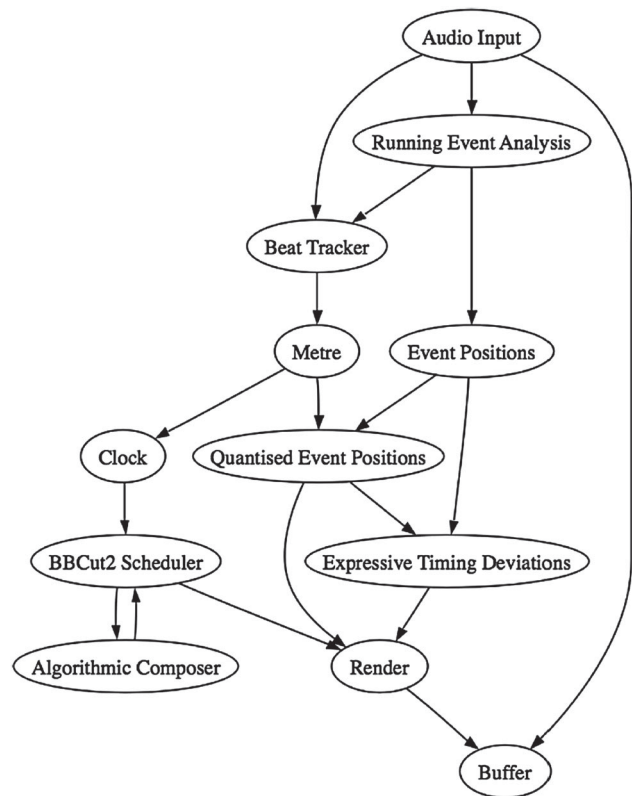 Audio Input
Running Event Analysis
Beat Tracker
Metre
Event Positions
Clock
Quantised Event Positions
BBCut2 Scheduler
Expressive Timing Deviations
Algorithmic Composer
Render
Buffer